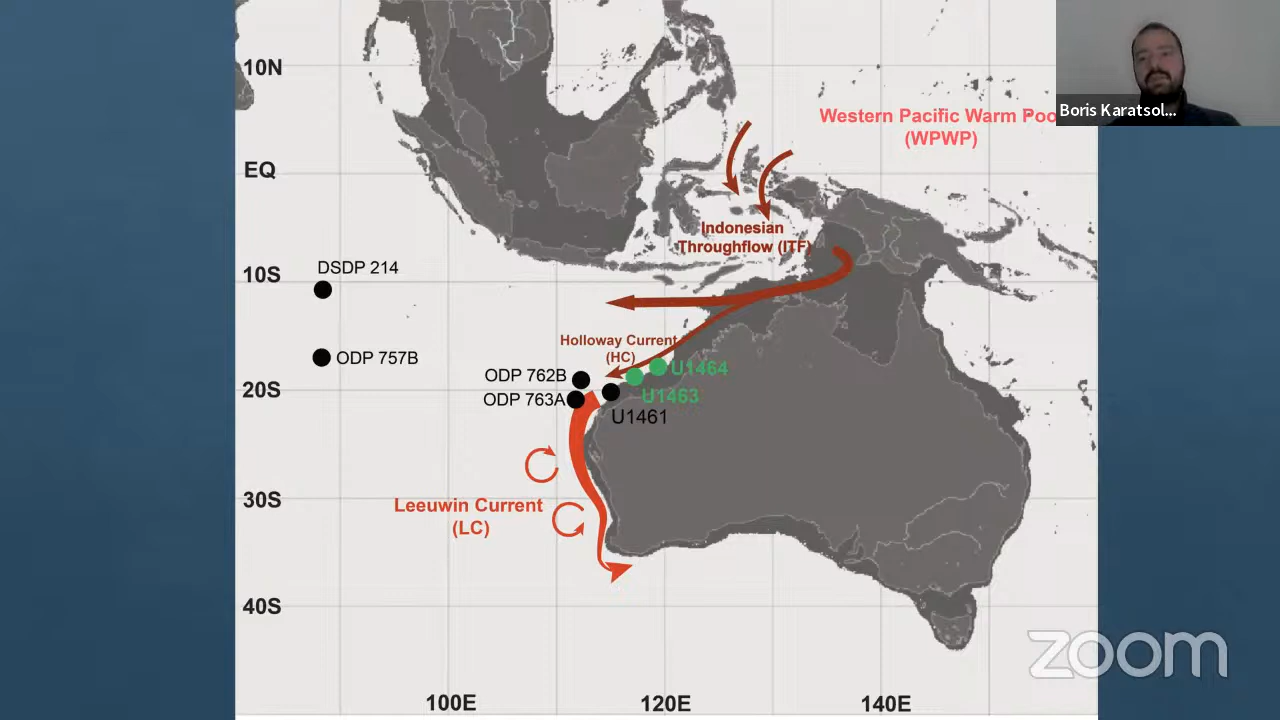 10N
Western Pacific Warm Poo
(WPWP)
Boris Karatsol...
EQ
Indonesian
Throughflow (ITF)
10S
DSDP 214
ODP 757B
Holloway Current
(HC)
ODP 762B
U1464
20S
ODP 763A
U1463
U1461
30S
Leeuwin Current
(LC)
40S
zoom
100E
120E
140E